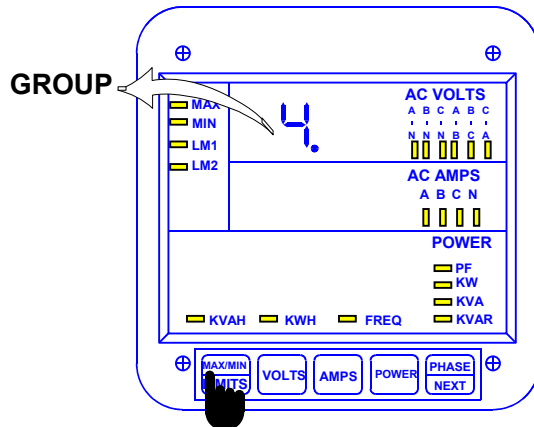 GROUP
MAX
MIN
LM1
LM2
4.
AC VOLTS
A B C A B C
- - - - - -
N N N B C A
AC AMPS
A B C N
POWER
PF
KW
KVA
KVAR
KVAH KWH FREQ
MAX/MIN
VOLTS AMPS POWER
PHASE
NEXT